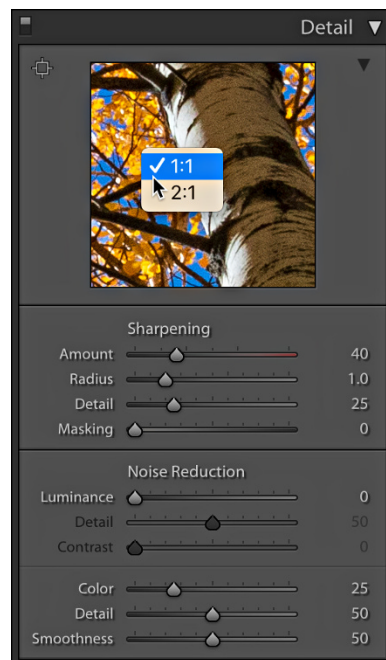 Detail
1:1
2:1
Sharpening
Amount 40
Radius 1.0
Detail 25
Masking 0
Noise Reduction
Luminance 0
Detail 50
Contrast 0
Color 25
Detail 50
Smoothness 50